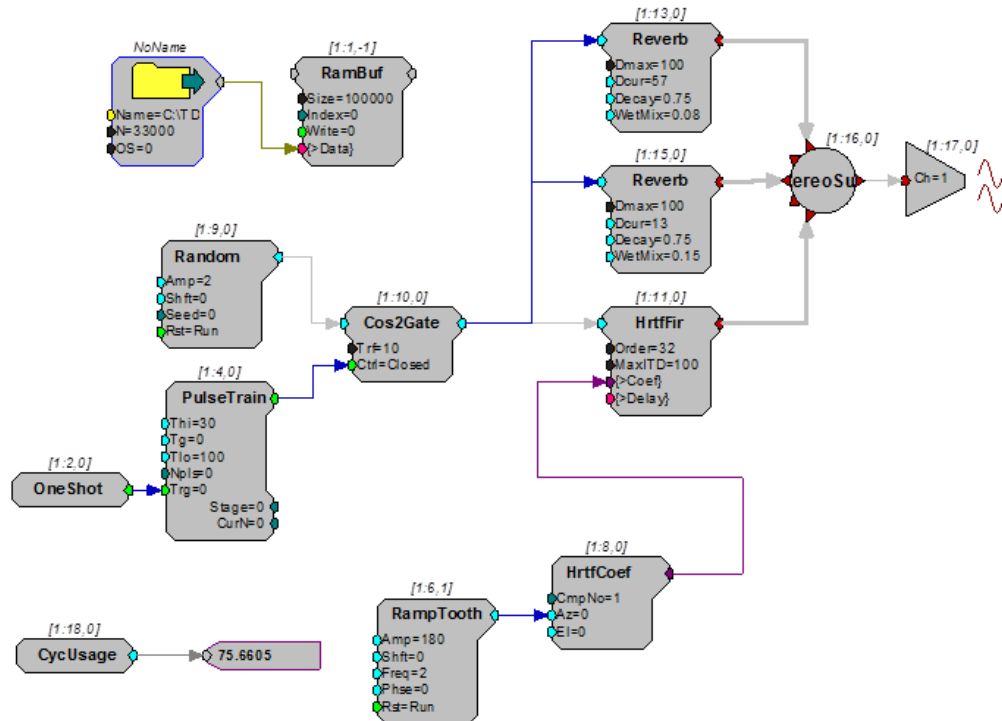 NoName
Name=C:\TD
N=33000
OS=0
[1:1,-1]
RamBuf
Size=100000
Index=0
Write=0
{>Data}
[1:13,0]
Reverb
Dmax=100
Dcur=57
Decay=0.75
WetMix=0.08
[1:15,0]
Reverb
Dmax=100
Dcur=13
Decay=0.75
WetMix=0.15
[1:16,0]
ereoSu
[1:17,0]
Ch=1
[1:9,0]
Random
Amp=2
Shft=0
Seed=0
Rst=Run
[1:10,0]
Cos2Gate
Trf=10
Ctrl=Closed
[1:11,0]
HrtfFir
Order=32
MaxITD=100
{>Coef}
{>Delay}
[1:4,0]
PulseTrain
Thi=30
Tg=0
Tlo=100
Npls=0
Trg=0
Stage=0
CurN=0
[1:2,0]
OneShot
[1:8,0]
HrtfCoef
CmpNo=1
Az=0
El=0
[1:6,1]
RampTooth
Amp=180
Shft=0
Freq=2
Phse=0
Rst=Run
[1:18,0]
CycUsage
75.6605